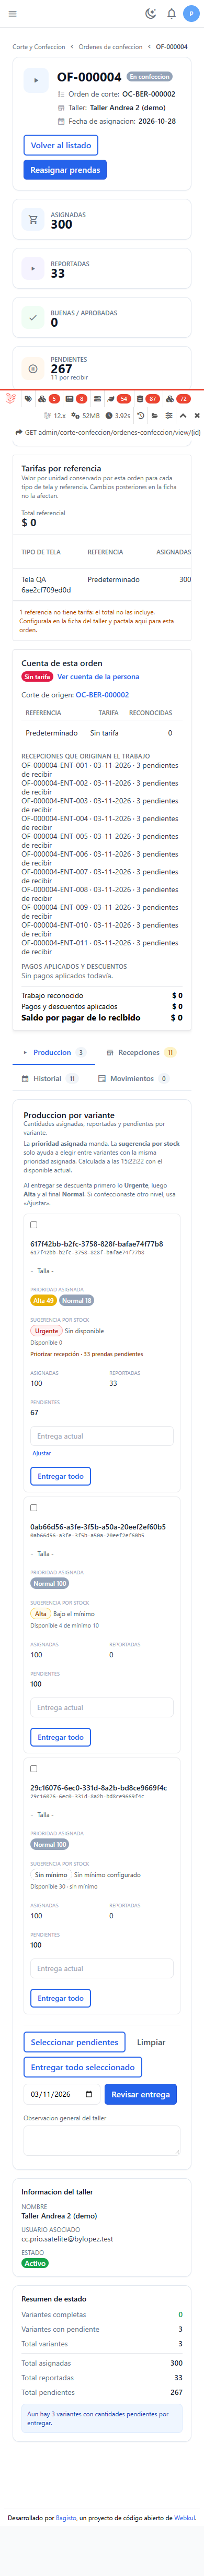 P
Corte y Confeccion < Ordenes de confeccion < OF-000004
OF-000004 En confeccion
Orden de corte: OC-BER-000002
Taller: Taller Andrea 2 (demo)
Fecha de asignacion: 2026-10-28
Volver al listado
Reasignar prendas
ASIGNADAS
300
REPORTADAS
33
BUENAS / APROBADAS
0
PENDIENTES
267
11 por recibir
5 8 54 87 72
12.x 52MB 3.92s
GET admin/corte-confeccion/ordenes-confeccion/view/{id}
Tarifas por referencia
Valor por unidad conservado por esta orden para cada
tipo de tela y referencia. Cambios posteriores en la ficha
no la afectan.
Total referencial
$ 0
TIPO DE TELA REFERENCIA ASIGNADAS
Tela QA
6ae2cf709ed0d Predeterminado 300
1 referencia no tiene tarifa: el total no las incluye.
Configurala en la ficha del taller y pactala aqui para esta
orden.
Cuenta de esta orden
Sin tarifa Ver cuenta de la persona
Corte de origen: OC-BER-000002
REFERENCIA TARIFA RECONOCIDAS
Predeterminado Sin tarifa 0
RECEPCIONES QUE ORIGINAN EL TRABAJO
OF-000004-ENT-001 · 03-11-2026 · 3 pendientes
de recibir
OF-000004-ENT-002 · 03-11-2026 · 3 pendientes
de recibir
OF-000004-ENT-003 · 03-11-2026 · 3 pendientes
de recibir
OF-000004-ENT-004 · 03-11-2026 · 3 pendientes
de recibir
OF-000004-ENT-005 · 03-11-2026 · 3 pendientes
de recibir
OF-000004-ENT-006 · 03-11-2026 · 3 pendientes
de recibir
OF-000004-ENT-007 · 03-11-2026 · 3 pendientes
de recibir
OF-000004-ENT-008 · 03-11-2026 · 3 pendientes
de recibir
OF-000004-ENT-009 · 03-11-2026 · 3 pendientes
de recibir
OF-000004-ENT-010 · 03-11-2026 · 3 pendientes
de recibir
OF-000004-ENT-011 · 03-11-2026 · 3 pendientes
de recibir
PAGOS APLICADOS Y DESCUENTOS
Sin pagos aplicados todavía.
Trabajo reconocido $ 0
Pagos y descuentos aplicados $ 0
Saldo por pagar de lo recibido $ 0
Produccion 3 Recepciones 11
Historial 11 Movimientos 0
Produccion por variante
Cantidades asignadas, reportadas y pendientes por
variante.
La prioridad asignada manda. La sugerencia por stock
solo ayuda a elegir entre variantes con la misma
prioridad asignada. Calculada a las 15:22:22 con el
disponible actual.
Al entregar se descuenta primero lo Urgente, luego
Alta y al final Normal. Si confeccionaste otro nivel, usa
«Ajustar».
617f42bb-b2fc-3758-828f-bafae74f77b8
617f42bb-b2fc-3758-828f-bafae74f77b8
- Talla -
PRIORIDAD ASIGNADA
Alta 49 Normal 18
SUGERENCIA POR STOCK
Urgente Sin disponible
Disponible 0
Priorizar recepción · 33 prendas pendientes
ASIGNADAS REPORTADAS
100 33
PENDIENTES
67
Entrega actual
Ajustar
Entregar todo
0ab66d56-a3fe-3f5b-a50a-20eef2ef60b5
0ab66d56-a3fe-3f5b-a50a-20eef2ef60b5
- Talla -
PRIORIDAD ASIGNADA
Normal 100
SUGERENCIA POR STOCK
Alta Bajo el mínimo
Disponible 4 de mínimo 10
ASIGNADAS REPORTADAS
100 0
PENDIENTES
100
Entrega actual
Entregar todo
29c16076-6ec0-331d-8a2b-bd8ce9669f4c
29c16076-6ec0-331d-8a2b-bd8ce9669f4c
- Talla -
PRIORIDAD ASIGNADA
Normal 100
SUGERENCIA POR STOCK
Sin mínimo Sin mínimo configurado
Disponible 30 · sin mínimo
ASIGNADAS REPORTADAS
100 0
PENDIENTES
100
Entrega actual
Entregar todo
Seleccionar pendientes Limpiar
Entregar todo seleccionado
03/11/2026 Revisar entrega
Observacion general del taller
Informacion del taller
NOMBRE
Taller Andrea 2 (demo)
USUARIO ASOCIADO
cc.prio.satelite@bylopez.test
ESTADO
Activo
Resumen de estado
Variantes completas 0
Variantes con pendiente 3
Total variantes 3
Total asignadas 300
Total reportadas 33
Total pendientes 267
Aun hay 3 variantes con cantidades pendientes por
entregar.
Desarrollado por Bagisto, un proyecto de código abierto de Webkul.